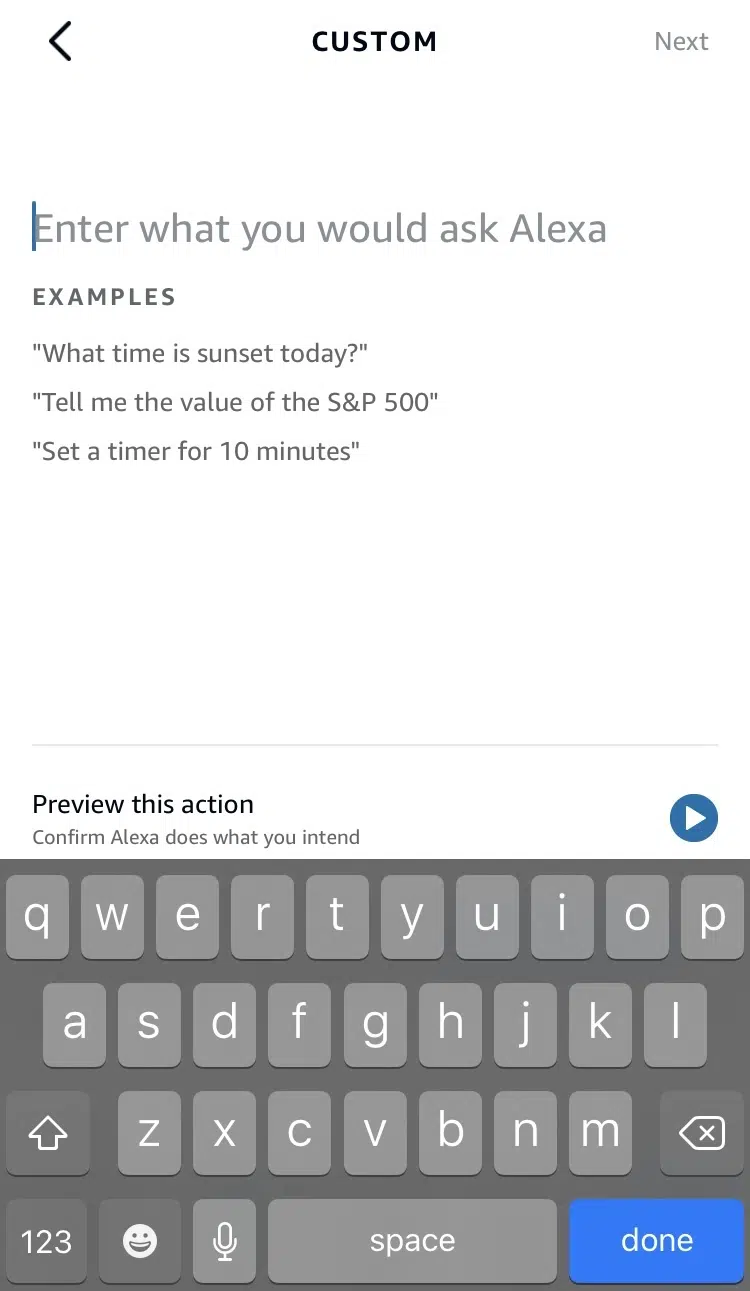 CUSTOM Next
Enter what you would ask Alexa
EXAMPLES
"What time is sunset today?"
"Tell me the value of the S&P 500"
"Set a timer for 10 minutes"
Preview this action
Confirm Alexa does what you intend
q w e r t y u i o p
a s d f g h j k l
z x c v b n m
123 space done